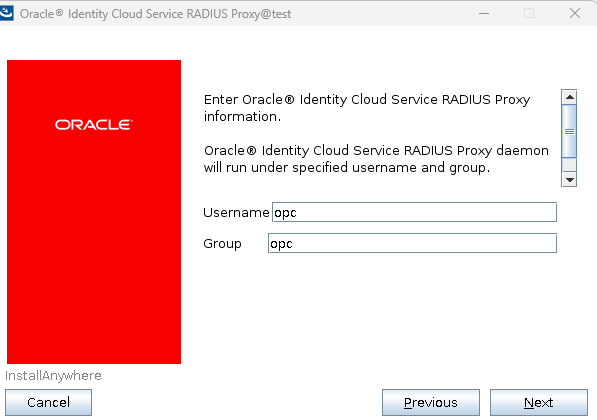 Oracle® Identity Cloud Service RADIUS Proxy@test
ORACLE®
Enter Oracle® Identity Cloud Service RADIUS Proxy
information.
Oracle® Identity Cloud Service RADIUS Proxy daemon
will run under specified username and group.
Username opc
Group opc
InstallAnywhere
Cancel Previous Next